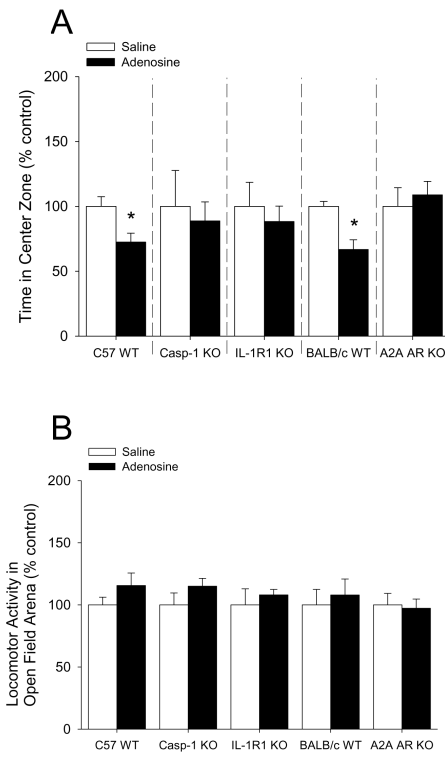 A
Saline
Adenosine
Time in Center Zone (% control)
200
150
100
50
0
*
*
C57 WT Casp-1 KO IL-1R1 KO BALB/c WT A2A AR KO
B
Saline
Adenosine
Locomotor Activity in
Open Field Arena (% control)
200
150
100
50
0
C57 WT Casp-1 KO IL-1R1 KO BALB/c WT A2A AR KO